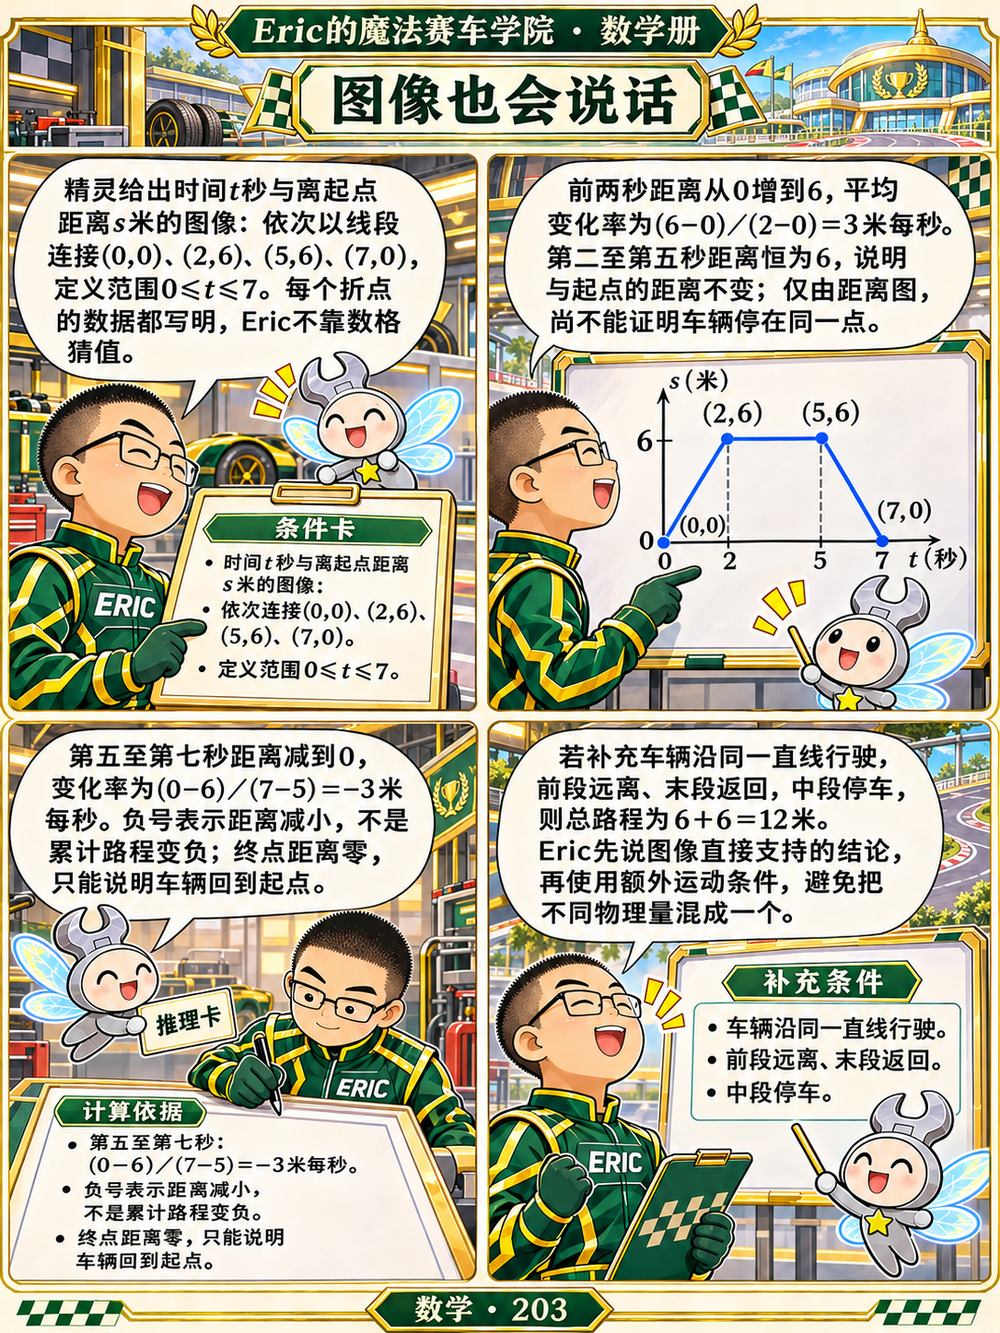 Eric的魔法赛车学院 · 数学册
图像也会说话
精灵给出时间t秒与离起点
距离s米的图像：依次以线段
连接(0,0)、(2,6)、(5,6)、(7,0)，
定义范围0≤t≤7。每个折点
的数据都写明，Eric不靠数格
猜值。
条件卡
• 时间t秒与离起点距离
s米的图像：
• 依次连接(0,0)、(2,6)、
(5,6)、(7,0)。
• 定义范围0≤t≤7。
ERIC
前两秒距离从0增到6，平均
变化率为(6−0)／(2−0)＝3米每秒。
第二至第五秒距离恒为6，说明
与起点的距离不变；仅由距离图，
尚不能证明车辆停在同一点。
s(米)
(2,6)
(5,6)
6
(7,0)
(0,0)
0
0
2
5
7
t(秒)
第五至第七秒距离减到0，
变化率为(0−6)／(7−5)＝−3米
每秒。负号表示距离减小，不是
累计路程变负；终点距离零，
只能说明车辆回到起点。
推理卡
ERIC
计算依据
• 第五至第七秒：
(0−6)／(7−5)＝−3米每秒。
• 负号表示距离减小，
不是累计路程变负。
• 终点距离零，只能说明
车辆回到起点。
若补充车辆沿同一直线行驶，
前段远离、末段返回，中段停车，
则总路程为6＋6＝12米。
Eric先说图像直接支持的结论，
再使用额外运动条件，避免把
不同物理量混成一个。
补充条件
• 车辆沿同一直线行驶。
• 前段远离、末段返回。
• 中段停车。
ERIC
数学 · 203